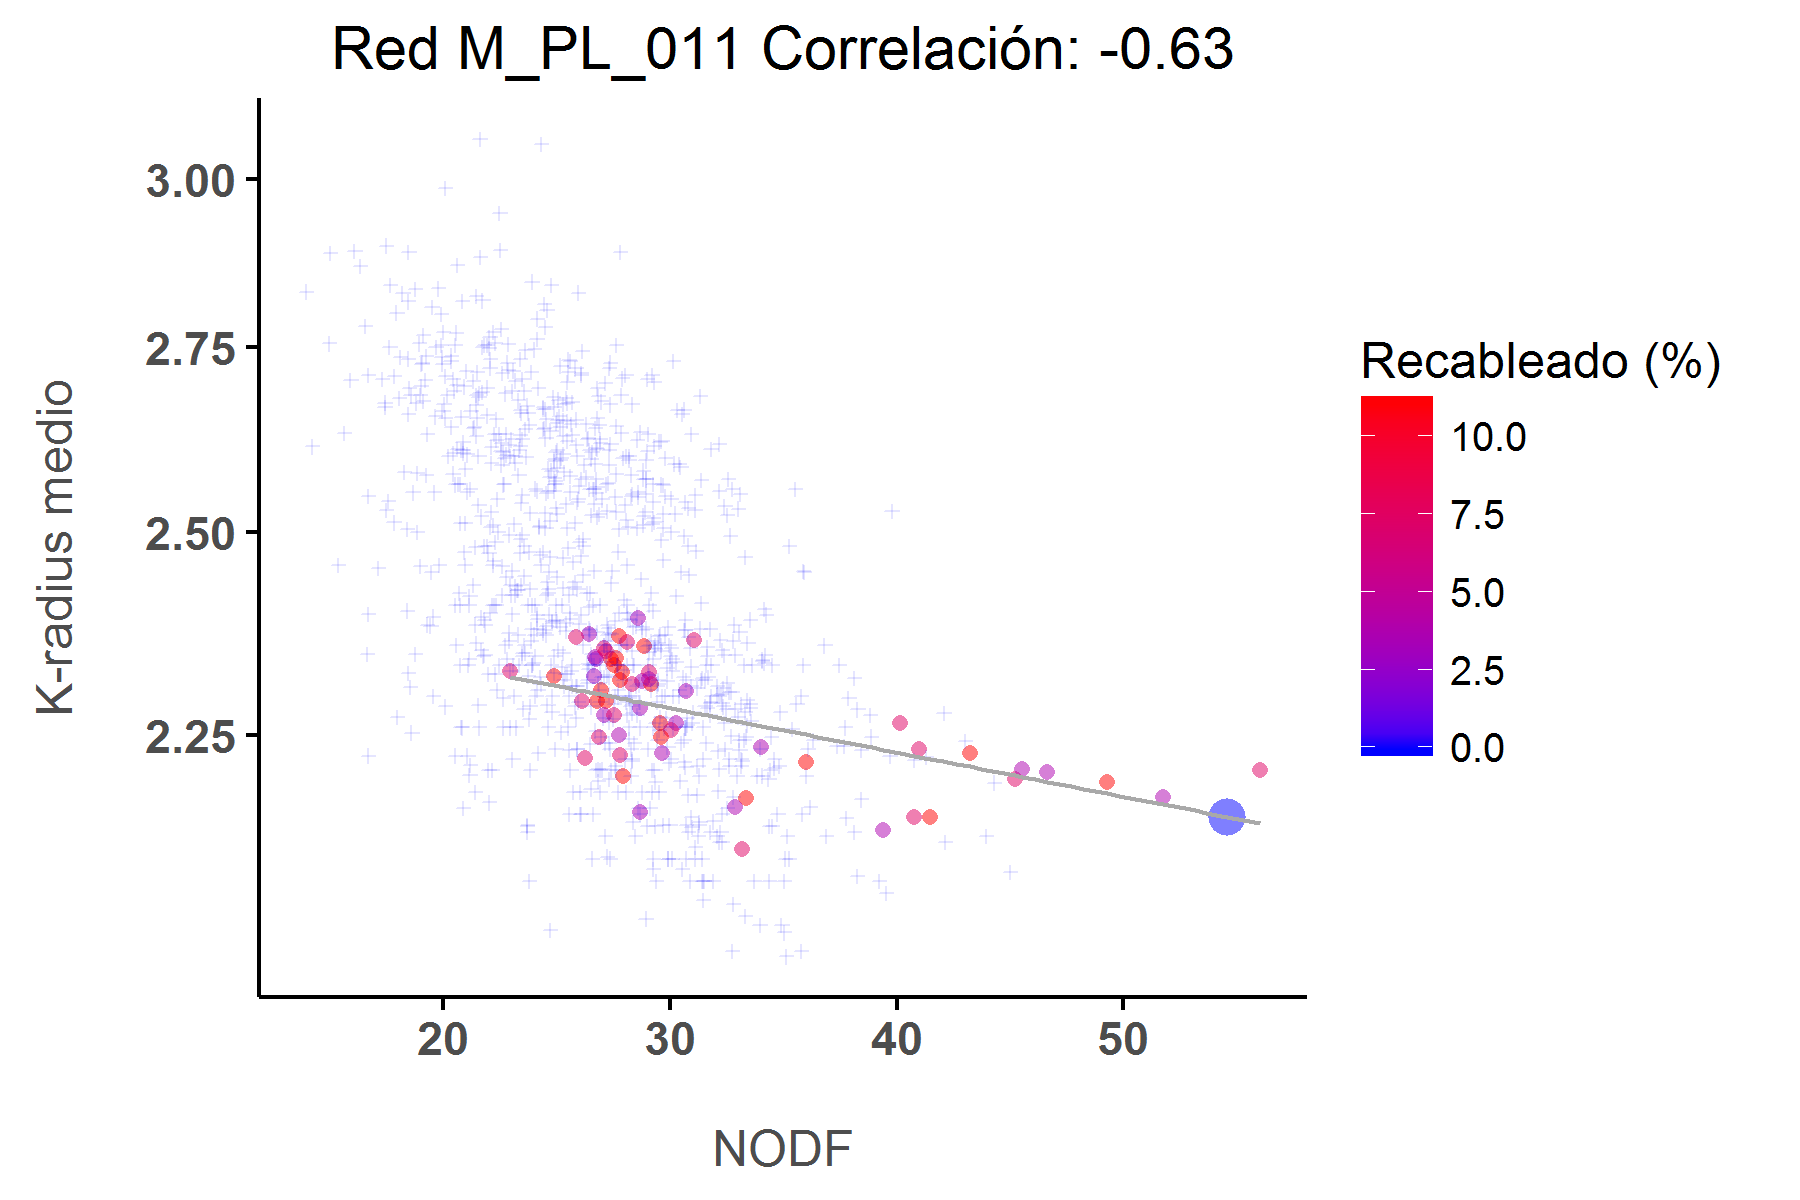 Red M_PL_011 Correlación: -0.63
3.00
2.75
2.50
2.25
K-radius medio
20 30 40 50
NODF
Recableado (%)
10.0
7.5
5.0
2.5
0.0